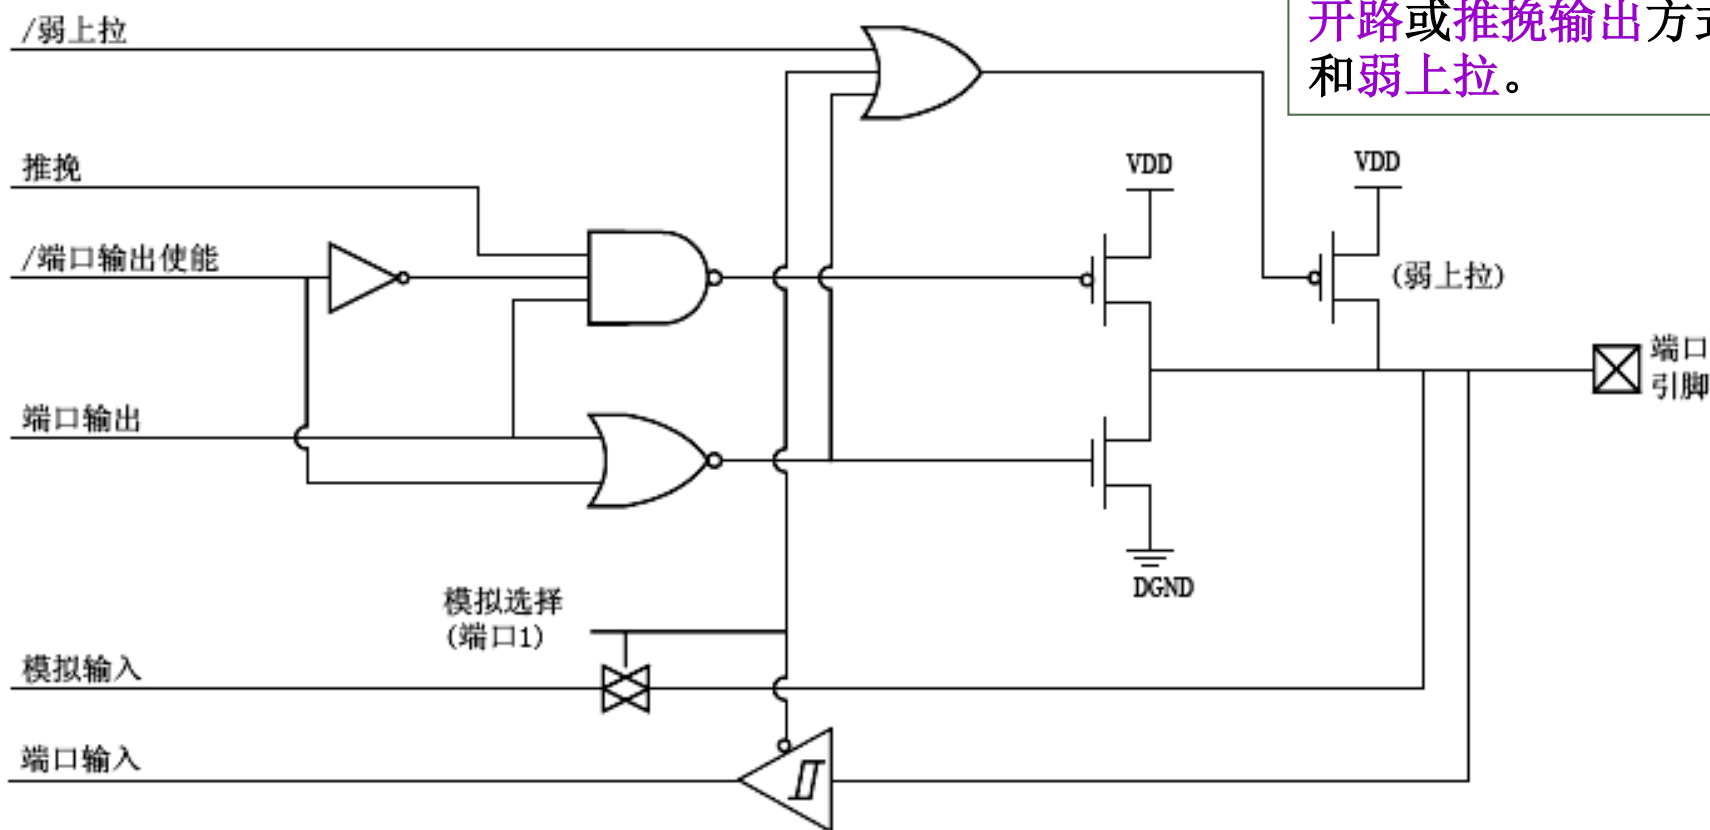 /弱上拉
开路或推挽输出方式
和弱上拉。
推挽
VDD
VDD
/端口输出使能
(弱上拉)
端口
引脚
端口输出
DGND
模拟选择
(端口1)
模拟输入
端口输入